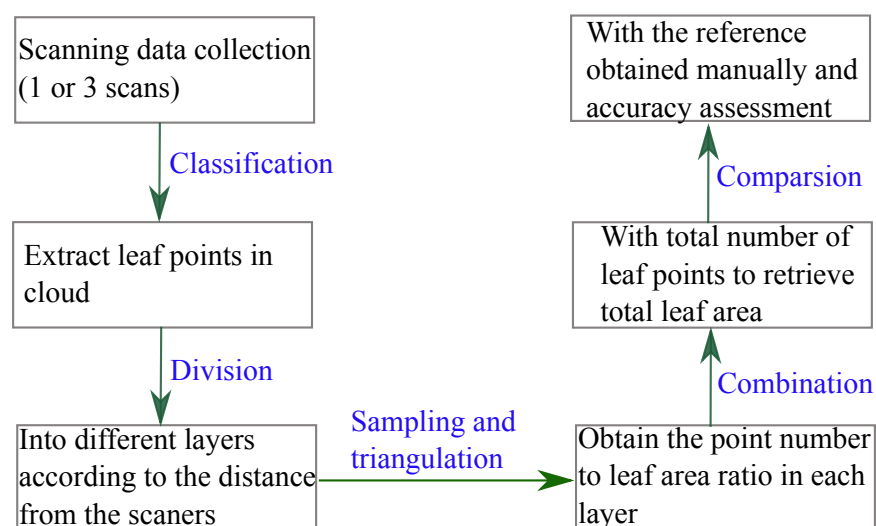 Scanning data collection
(1 or 3 scans)
Classification
Extract leaf points in
cloud
Division
Into different layers
according to the distance
from the scaners
Sampling and
triangulation
Obtain the point number
to leaf area ratio in each
layer
Combination
With total number of
leaf points to retrieve
total leaf area
Comparsion
With the reference
obtained manually and
accuracy assessment